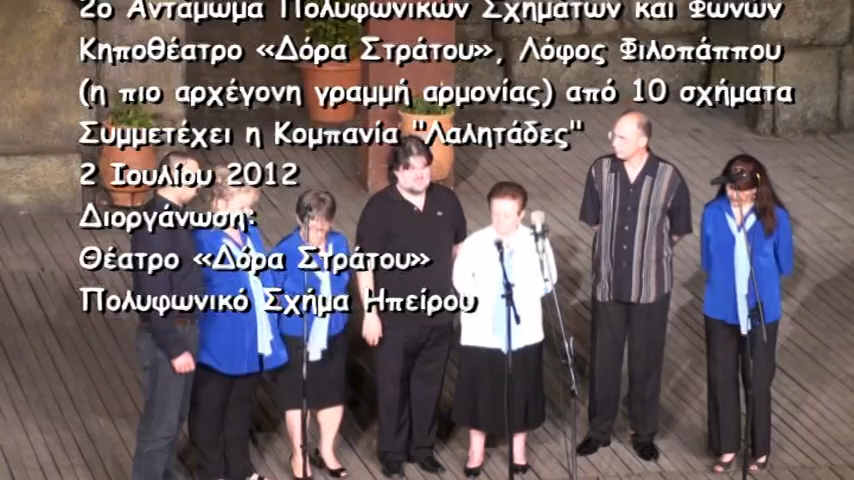 2ο Αντάμωμα Πολυφωνικών Σχημάτων και Φωνών
Κηποθέατρο «Δόρα Στράτου», Λόφος Φιλοπάππου
(η πιο αρχέγονη γραμμή αρμονίας) από 10 σχήματα
Συμμετέχει η Κομπανία "Λαλητάδες"
2 Ιουλίου 2012
Διοργάνωση:
Θέατρο «Δόρα Στράτου»
Πολυφωνικό Σχήμα Ηπείρου